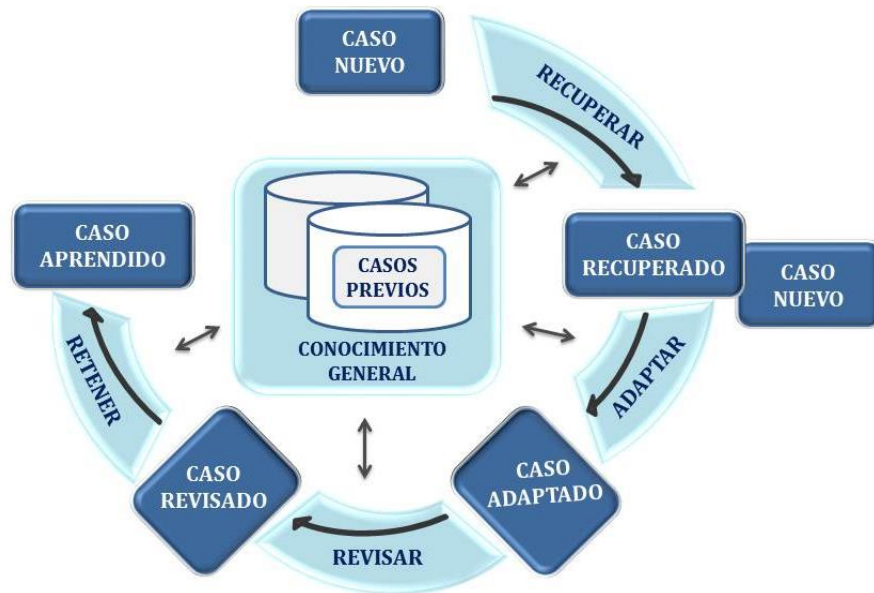 CASO
NUEVO
RECUPERAR
CASO
RECUPERADO
CASO
NUEVO
ADAPTAR
CASO
ADAPTADO
REVISAR
CASO
REVISADO
RETENER
CASO
APRENDIDO
CASOS
PREVIOS
CONOCIMIENTO
GENERAL